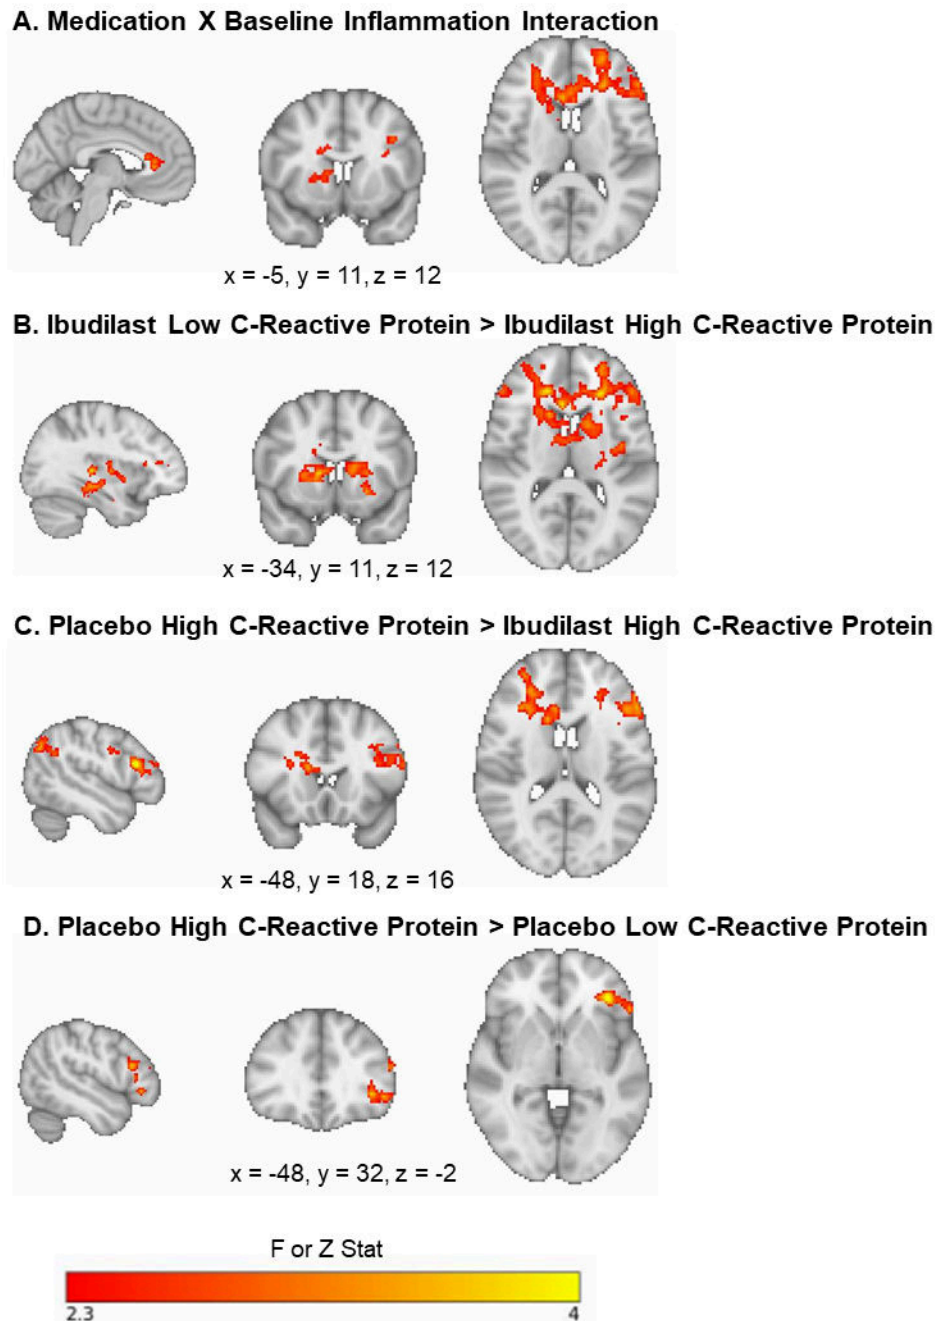 A. Medication X Baseline Inflammation Interaction
x = -5, y = 11, z = 12
B. Ibudilast Low C-Reactive Protein > Ibudilast High C-Reactive Protein
x = -34, y = 11, z = 12
C. Placebo High C-Reactive Protein > Ibudilast High C-Reactive Protein
x = -48, y = 18, z = 16
D. Placebo High C-Reactive Protein > Placebo Low C-Reactive Protein
x = -48, y = 32, z = -2
F or Z Stat
2.3 4